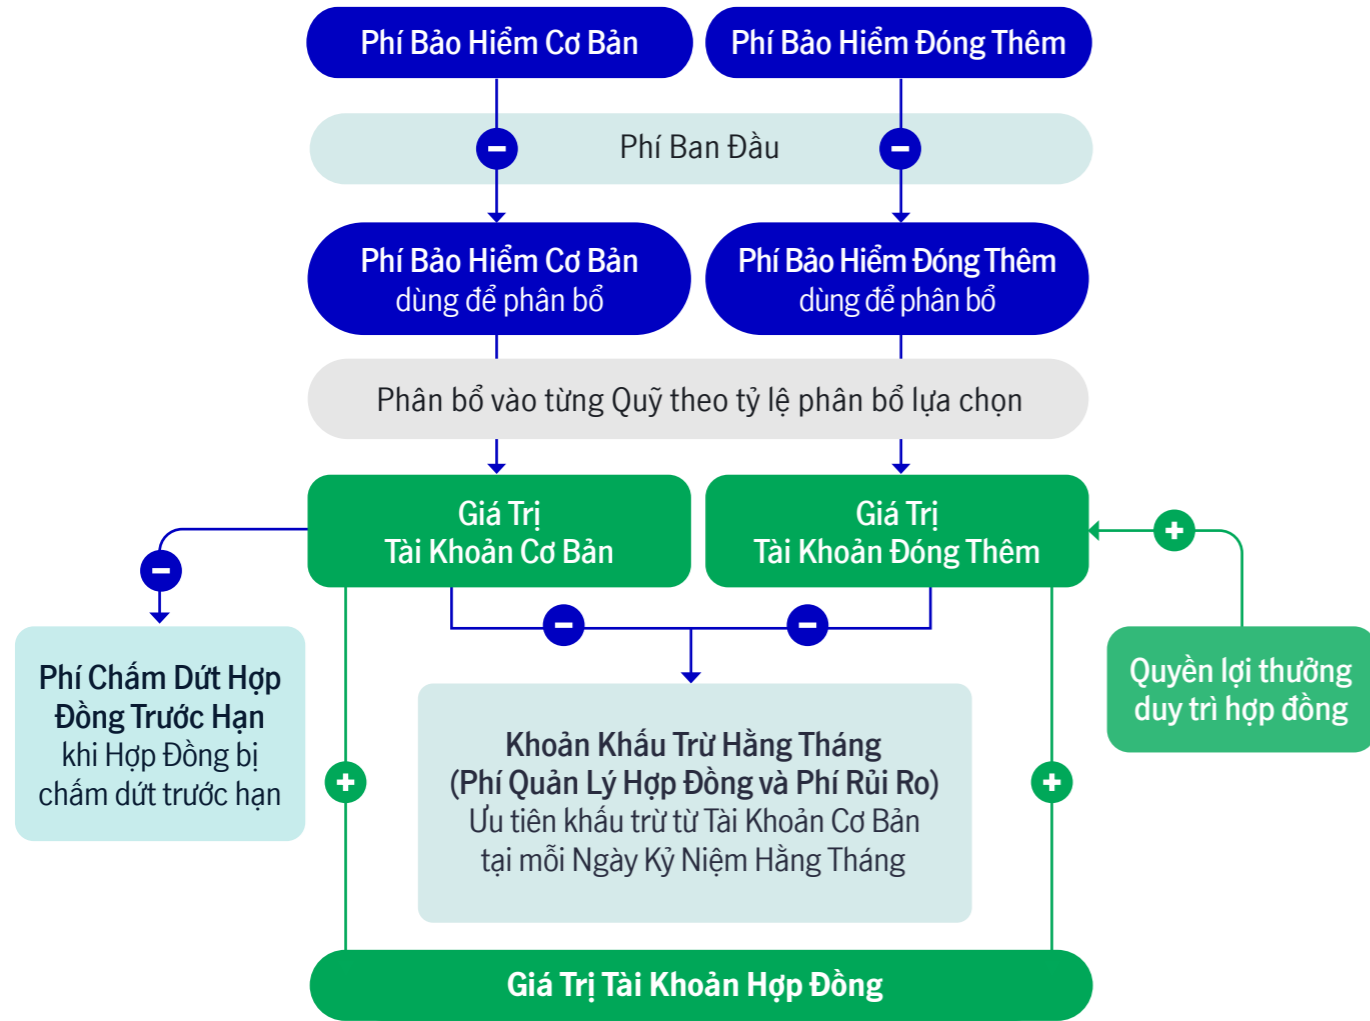 Phí Bảo Hiểm Cơ Bản
Phí Bảo Hiểm Đóng Thêm
Phí Ban Đầu
Phí Bảo Hiểm Cơ Bản
dùng để phân bổ
Phí Bảo Hiểm Đóng Thêm
dùng để phân bổ
Phân bổ vào từng Quỹ theo tỷ lệ phân bổ lựa chọn
Giá Trị
Tài Khoản Cơ Bản
Giá Trị
Tài Khoản Đóng Thêm
Phí Chấm Dứt Hợp
Đồng Trước Hạn
khi Hợp Đồng bị
chấm dứt trước hạn
Khoản Khấu Trừ Hằng Tháng
(Phí Quản Lý Hợp Đồng và Phí Rủi Ro)
Ưu tiên khấu trừ từ Tài Khoản Cơ Bản
tại mỗi Ngày Kỷ Niệm Hằng Tháng
Quyền lợi thưởng
duy trì hợp đồng
Giá Trị Tài Khoản Hợp Đồng